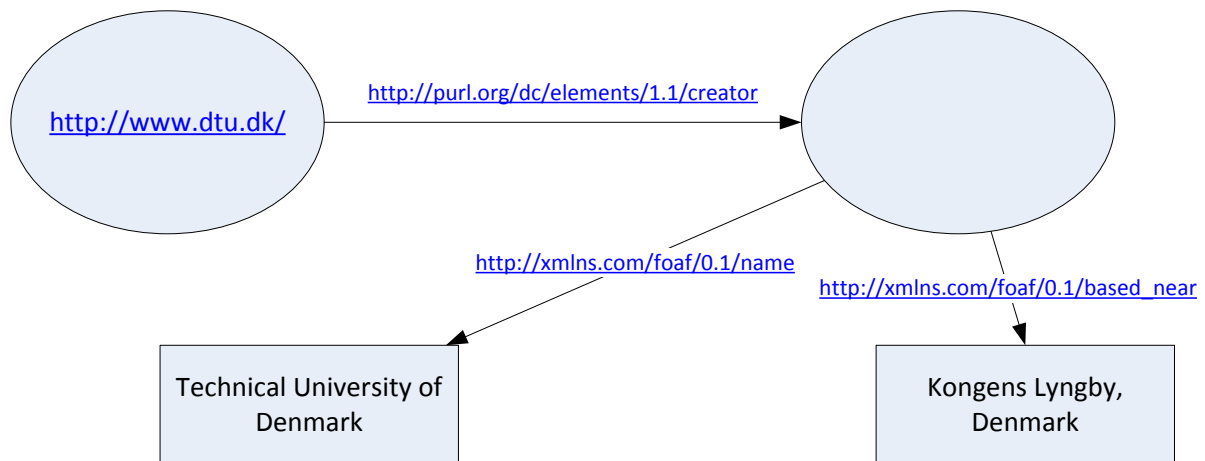 http://purl.org/dc/elements/1.1/creator
http://www.dtu.dk/
http://xmlns.com/foaf/0.1/name
http://xmlns.com/foaf/0.1/based_near
Technical University of
Denmark
Kongens Lyngby,
Denmark